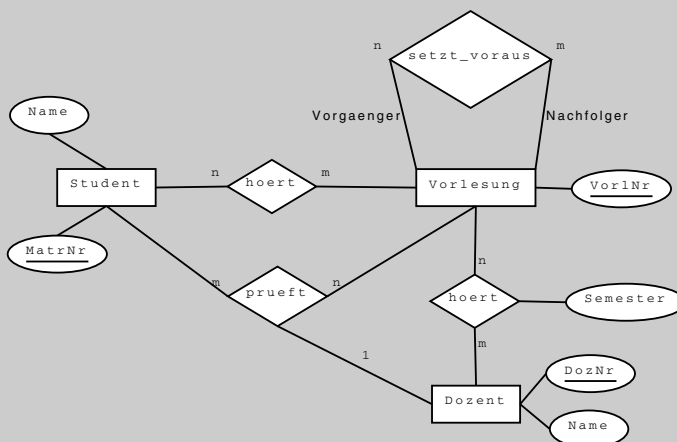 n
m
setzt_voraus
Name
Vorgaenger
Nachfolger
Student
n
hoert
m
Vorlesung
VorlNr
MatrNr
m
prueft
n
n
hoert
Semester
m
1
DozNr
Dozent
Name